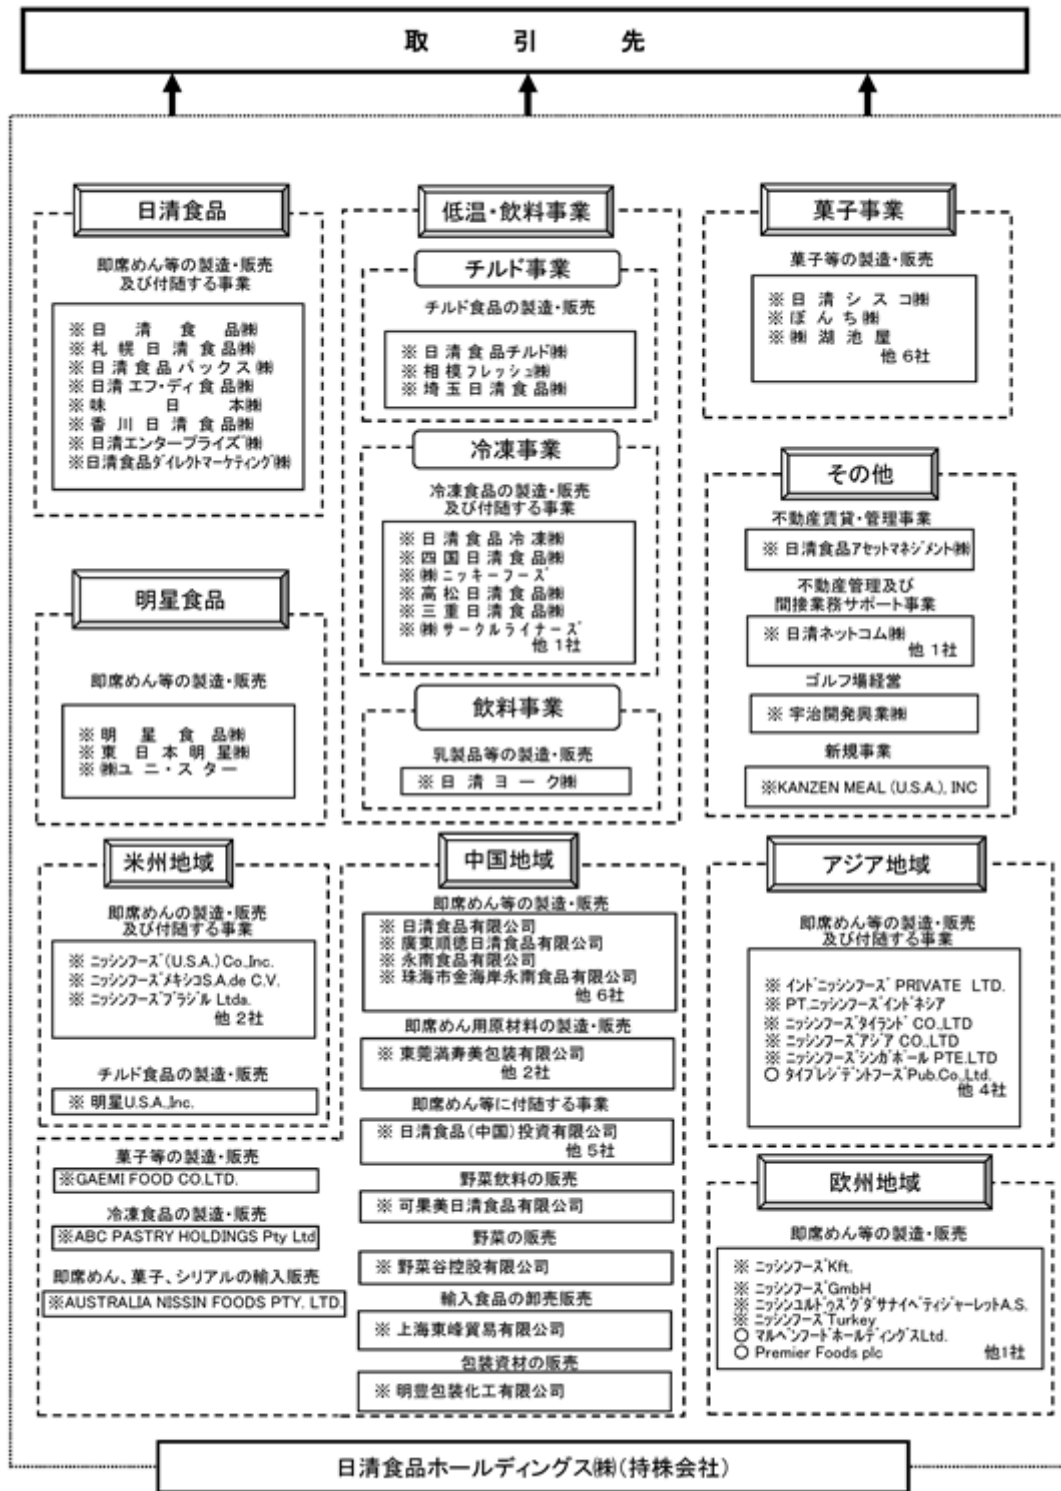 取引先
日清食品
即席めん等の製造・販売
及び付随する事業
※日清食品㈱
※札幌日清食品㈱
※日清食品パックス㈱
※日清エフ・ディ食品㈱
※味日本㈱
※香川日清食品㈱
※日清エンタープライズ㈱
※日清食品ダイレクトマーケティング㈱
明星食品
即席めん等の製造・販売
※明星食品㈱
※東日本明星㈱
※㈱ユニ・スター
低温・飲料事業
チルド事業
チルド食品の製造・販売
※日清食品チルド㈱
※相模フレッシュ㈱
※埼玉日清食品㈱
冷凍事業
冷凍食品の製造・販売
及び付随する事業
※日清食品冷凍㈱
※四国日清食品㈱
※㈱ニッキーフーズ
※高松日清食品㈱
※三重日清食品㈱
※㈱サークルライナーズ
他 1社
飲料事業
乳製品等の製造・販売
※日清ヨーク㈱
菓子事業
菓子等の製造・販売
※日清シスコ㈱
※ぼんち㈱
※㈱湖池屋
他 6社
その他
不動産賃貸・管理事業
※ 日清食品アセットマネジメント㈱
不動産管理及び
間接業務サポート事業
※ 日清ネットコム㈱
他 1社
ゴルフ場経営
※ 宇治開発興業㈱
新規事業
※KANZEN MEAL (U.S.A.), INC
米州地域
即席めんの製造・販売
及び付随する事業
※ ニッシンフーズ(U.S.A.) Co.,Inc.
※ ニッシンフーズメキシコS.A.de C.V.
※ ニッシンフーズブラジル Ltda.
他 2社
チルド食品の製造・販売
※ 明星U.S.A.,Inc.
菓子等の製造・販売
※GAEMI FOOD CO.LTD.
冷凍食品の製造・販売
※ABC PASTRY HOLDINGS Pty Ltd
即席めん、菓子、シリアルの輸入販売
※AUSTRALIA NISSIN FOODS PTY. LTD.
中国地域
即席めん等の製造・販売
※ 日清食品有限公司
※ 廣東順徳日清食品有限公司
※ 永南食品有限公司
※ 珠海市金海岸永南食品有限公司
他 6社
即席めん用原材料の製造・販売
※ 東莞満寿美包装有限公司
他 2社
即席めん等に付随する事業
※ 日清食品(中国)投資有限公司
他 5社
野菜飲料の販売
※ 可果美日清食品有限公司
野菜の販売
※ 野菜谷控股有限公司
輸入食品の卸売販売
※ 上海東峰貿易有限公司
包装資材の販売
※ 明豊包装化工有限公司
アジア地域
即席めん等の製造・販売
及び付随する事業
※ インドニッシンフーズ PRIVATE LTD.
※ PT.ニッシンフーズインドネシア
※ ニッシンフーズタイランド CO.,LTD
※ ニッシンフーズアジア CO.,LTD
※ ニッシンフーズシンガポール PTE.LTD
○ タイプレジデントフーズPub.Co.,Ltd.
他 4社
欧州地域
即席めん等の製造・販売
※ ニッシンフーズKft.
※ ニッシンフーズGmbH
※ ニッシンユルドゥズグダサナイベティジャーレットA.S.
※ ニッシンフーズTurkey
○ マルベンフードホールディングスLtd.
○ Premier Foods plc 他1社
日清食品ホールディングス㈱(持株会社)